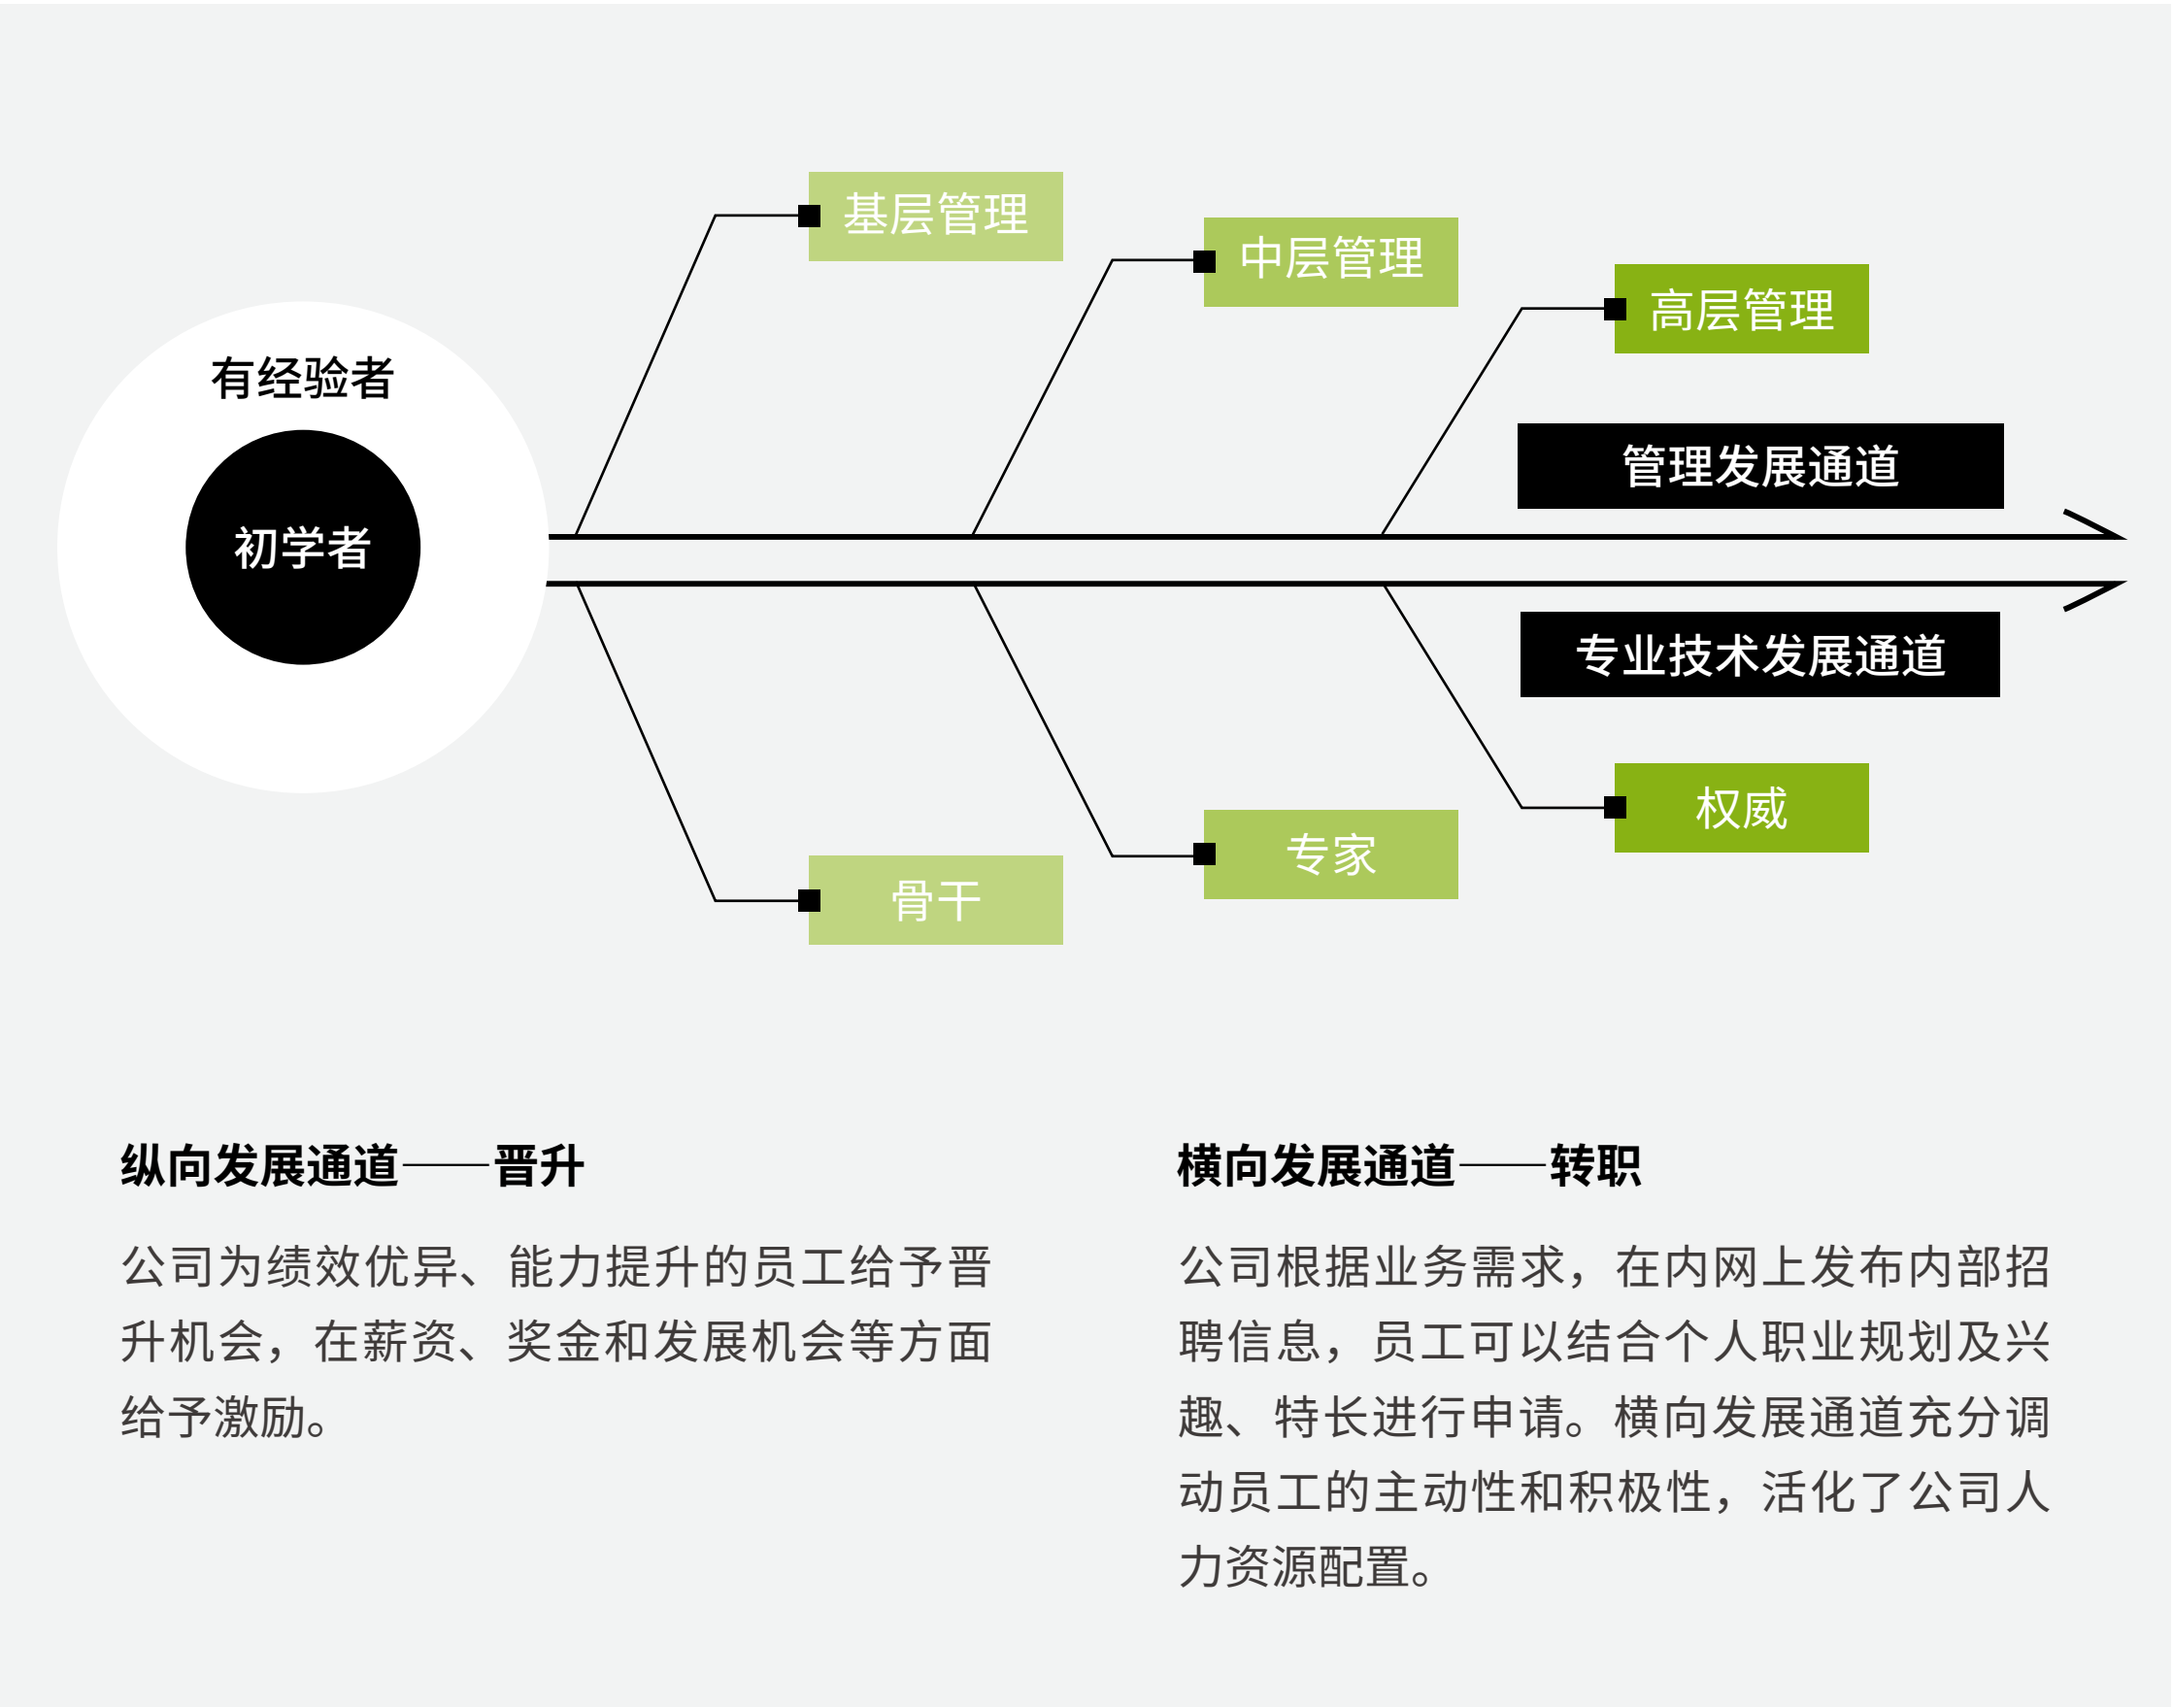 基层管理
中层管理
高层管理
有经验者
初学者
管理发展通道
专业技术发展通道
权威
专家
骨干
纵向发展通道——晋升
公司为绩效优异、能力提升的员工给予晋
升机会，在薪资、奖金和发展机会等方面
给予激励。
横向发展通道——转职
公司根据业务需求，在内网上发布内部招
聘信息，员工可以结合个人职业规划及兴
趣、特长进行申请。横向发展通道充分调
动员工的主动性和积极性，活化了公司人
力资源配置。